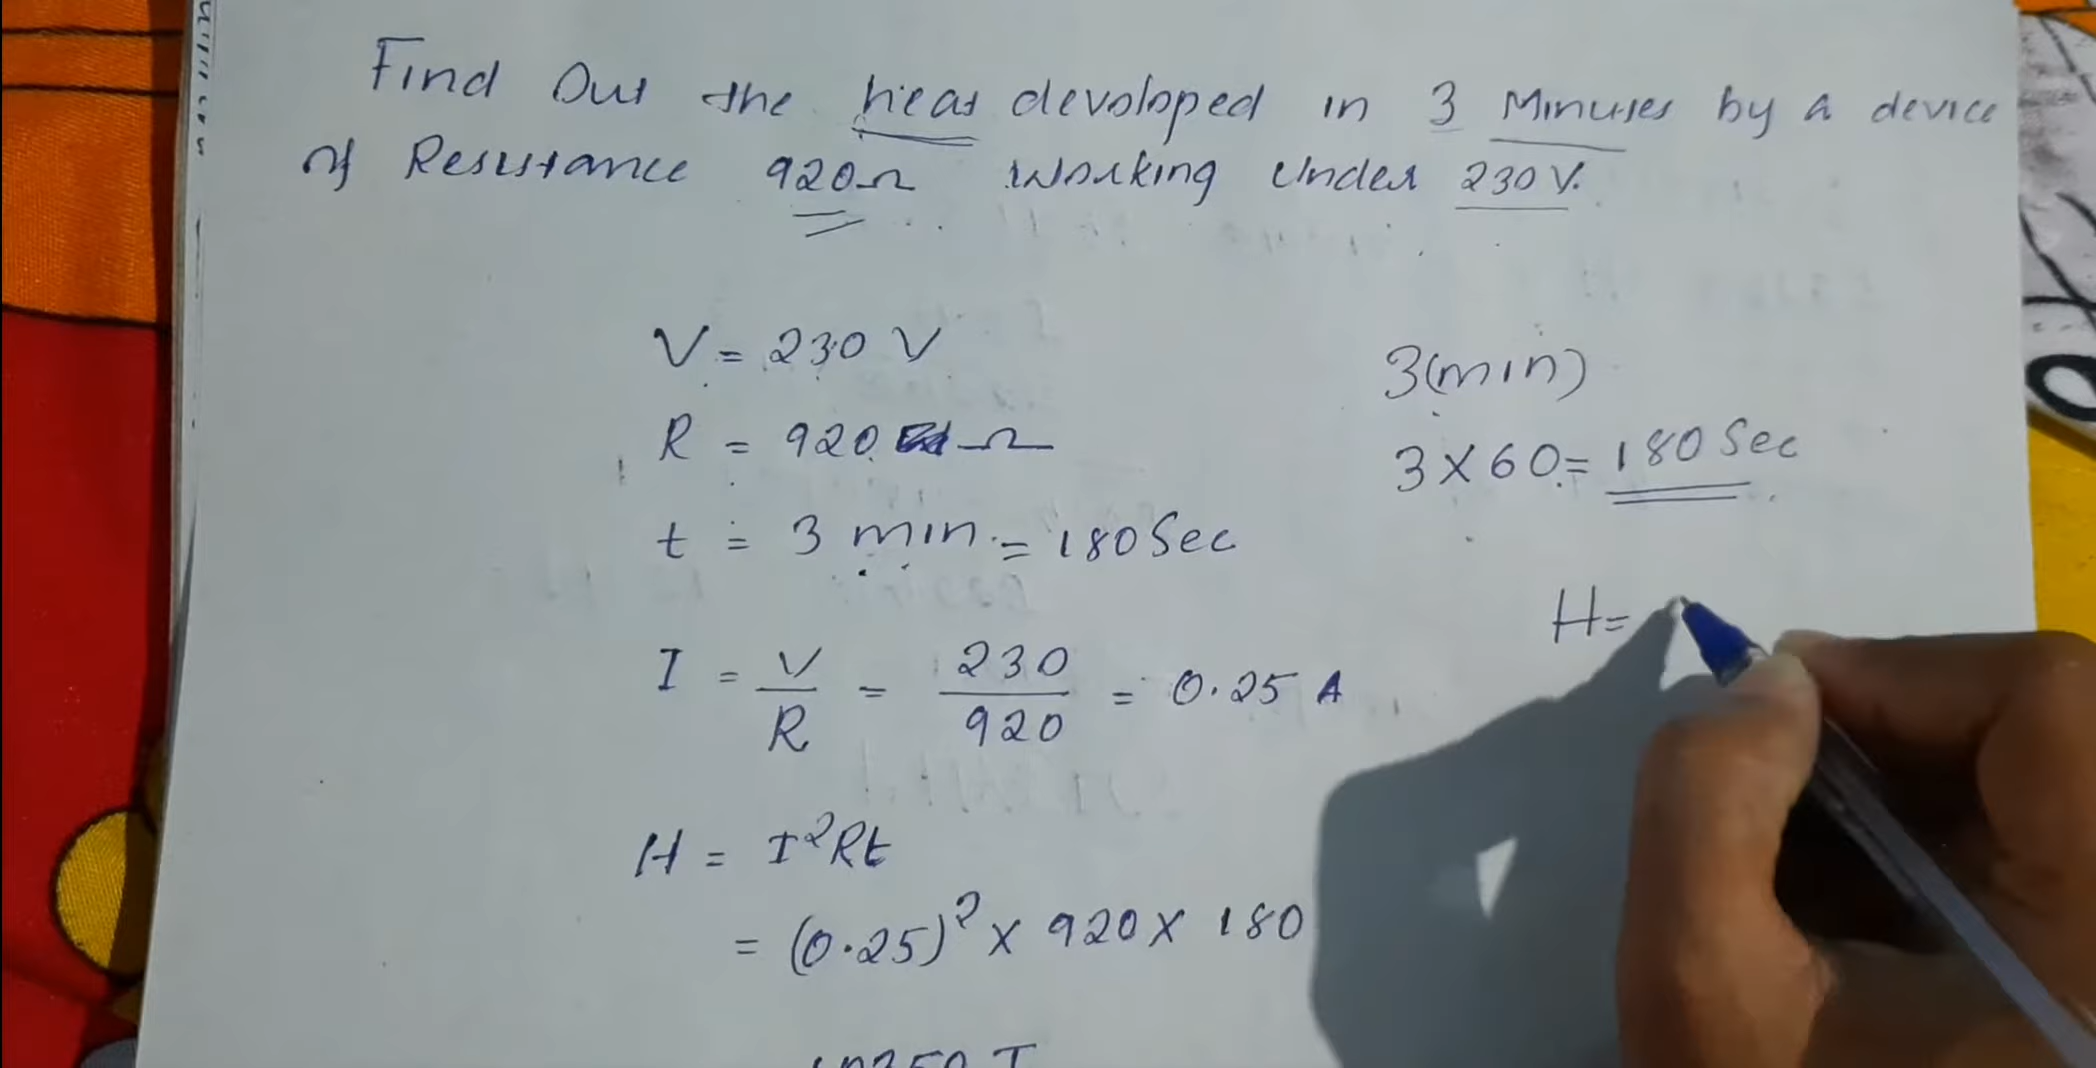 Find Out the heat devoloped in 3 Minutes by a device
of Resistance 920Ω Working Under 230 V.
V = 230 V
3(min)
R = 920 Ω
3 X 60 = 180 Sec
t = 3 min. = 180 Sec
H =
I = V/R = 230/920 = 0.25 A
H = I²Rt
= (0.25)² X 920 X 180